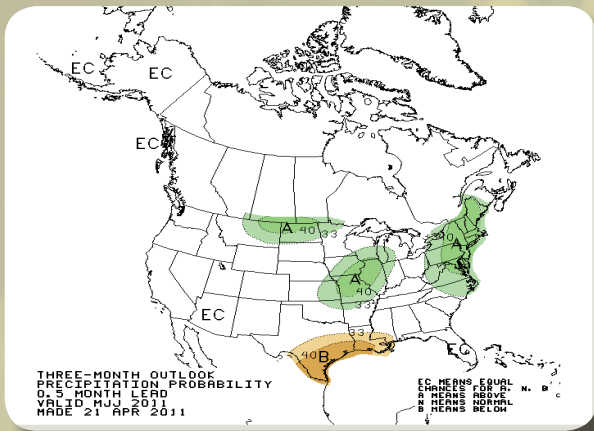 EC
EC
EC
A 40 33
40
A
A
40
33
EC
33
40 B
EC
THREE-MONTH OUTLOOK
PRECIPITATION PROBABILITY
0.5 MONTH LEAD
VALID MJJ 2011
MADE 21 APR 2011
EC MEANS EQUAL
CHANCES FOR A, N, B
A MEANS ABOVE
N MEANS NORMAL
B MEANS BELOW